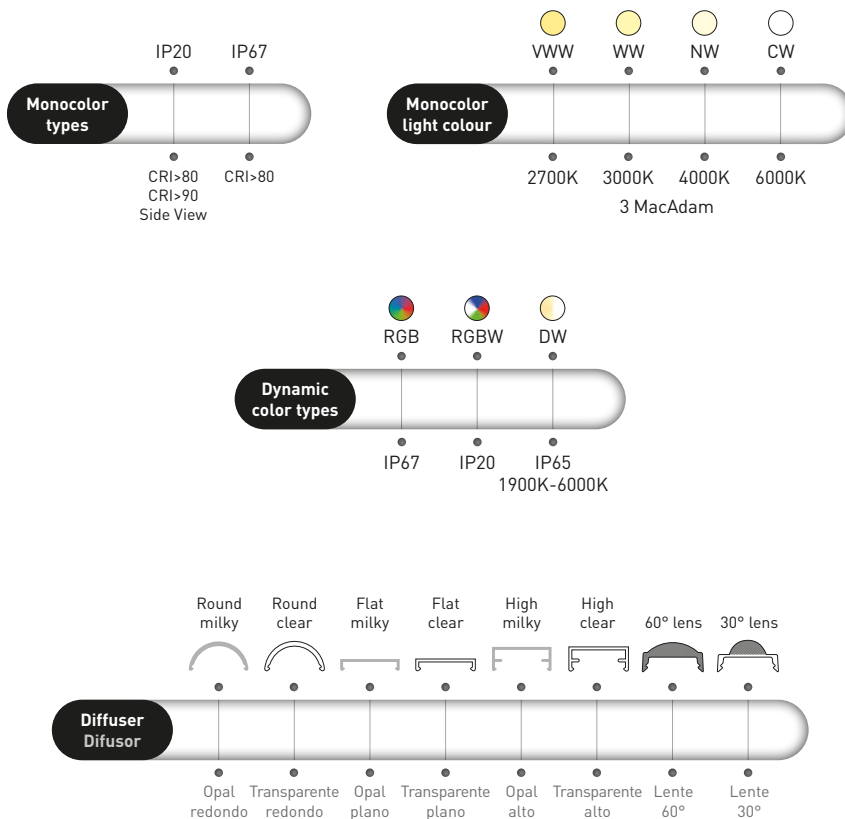 IP20 IP67
Monocolor
types
CRI>80 CRI>80
CRI>90
Side View
VWW WW NW CW
Monocolor
light colour
2700K 3000K 4000K 6000K
3 MacAdam
RGB RGBW DW
Dynamic
color types
IP67 IP20 IP65
1900K-6000K
Round Round Flat Flat High High
milky clear milky clear milky clear 60° lens 30° lens
Diffuser
Difusor
Opal Transparente Opal Transparente Opal Transparente Lente Lente
redondo redondo plano plano alto alto 60° 30°